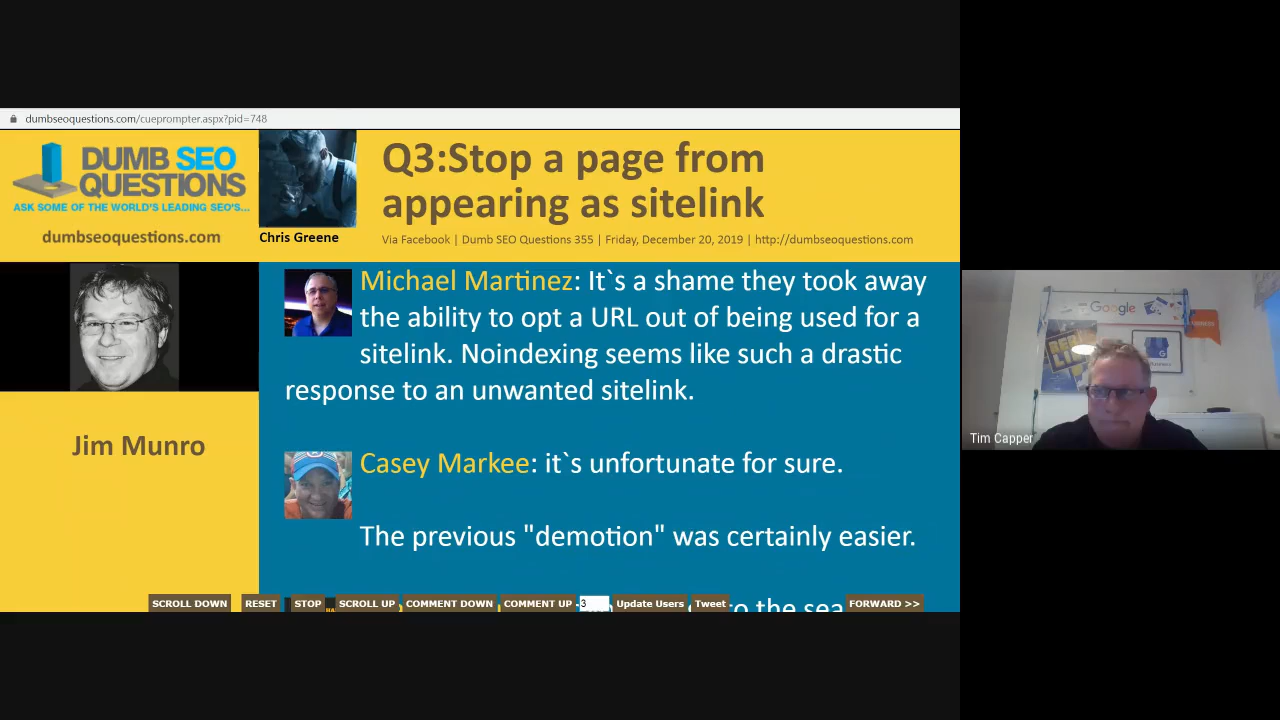 dumbseoquestions.com/cueprompter.aspx?pid=748
DUMB SEO
QUESTIONS
ASK SOME OF THE WORLD'S LEADING SEO'S...
dumbseoquestions.com
Chris Greene
Q3:Stop a page from
appearing as sitelink
Via Facebook | Dumb SEO Questions 355 | Friday, December 20, 2019 | http://dumbseoquestions.com
Jim Munro
Michael Martinez: It`s a shame they took away
the ability to opt a URL out of being used for a
sitelink. Noindexing seems like such a drastic
response to an unwanted sitelink.
Casey Markee: it`s unfortunate for sure.
The previous "demotion" was certainly easier.
to the sea
SCROLL DOWN RESET STOP SCROLL UP COMMENT DOWN COMMENT UP 3 Update Users Tweet FORWARD >>
Google
Tim Capper